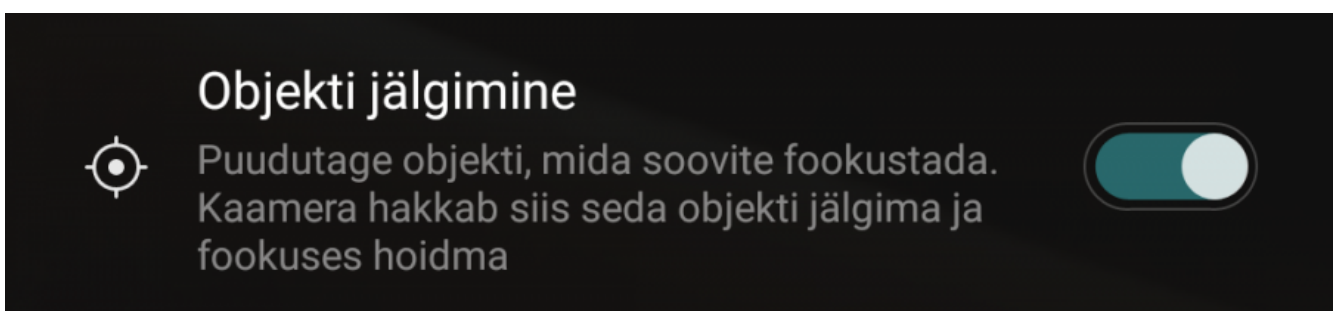 Objekti jälgimine
Puudutage objekti, mida soovite fookustada.
Kaamera hakkab siis seda objekti jälgima ja
fookuses hoidma